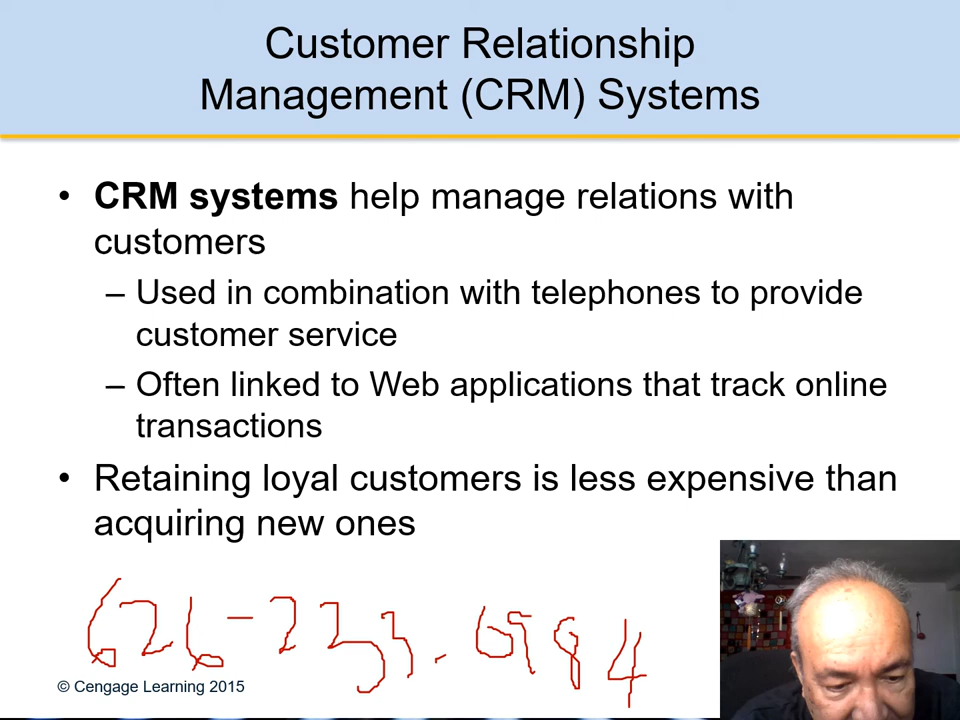 Customer Relationship
Management (CRM) Systems
• CRM systems help manage relations with
customers
– Used in combination with telephones to provide
customer service
– Often linked to Web applications that track online
transactions
• Retaining loyal customers is less expensive than
acquiring new ones
626-
© Cengage Learning 2015